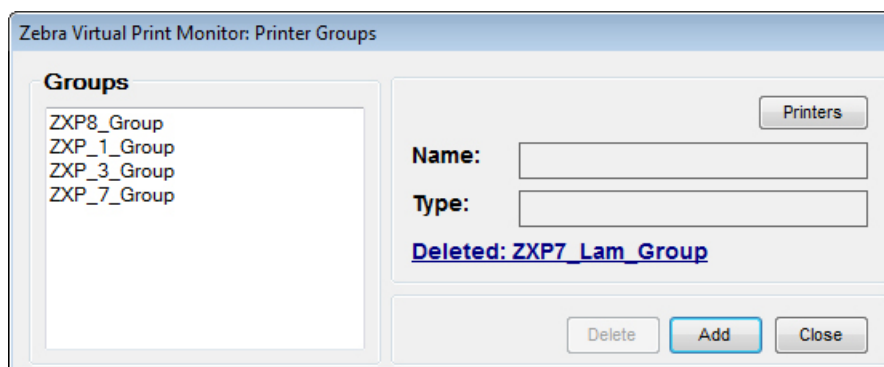 Zebra Virtual Print Monitor: Printer Groups
Groups
ZXP8_Group
ZXP_1_Group
ZXP_3_Group
ZXP_7_Group
Printers
Name:
Type:
Deleted: ZXP7_Lam_Group
Delete
Add
Close